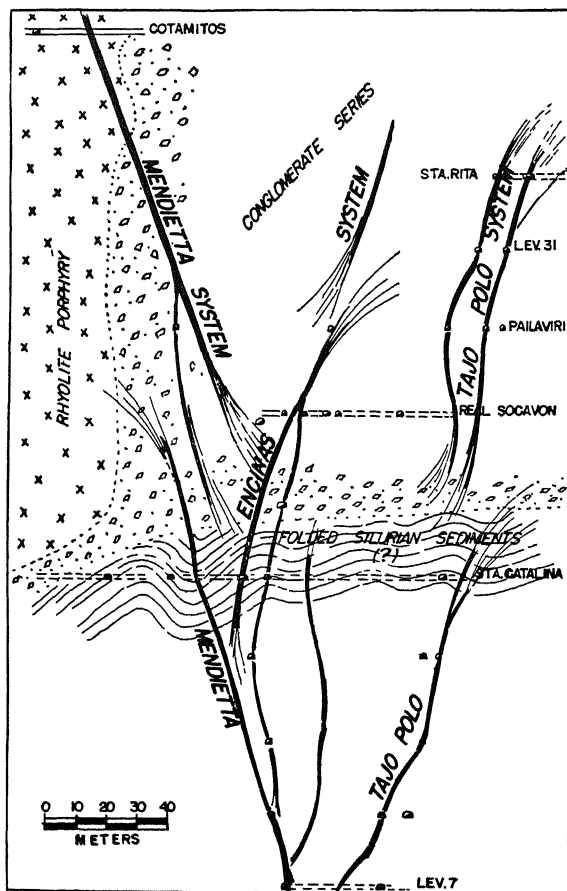 COTAMITOS
CONGLOMERATE SERIES
MENDIETTA SYSTEM
SYSTEM
STA. RITA
TAJO POLO SYSTEM
LEV. 31
PAILAVIRI
RHYOLITE PORPHYRY
REAL SOCAVON
ENCINAS
FOLDED SILURIAN SEDIMENTS
(?)
STA. CATALINA
MENDIETTA
TAJO POLO
0 10 20 30 40
METERS
LEV. 7